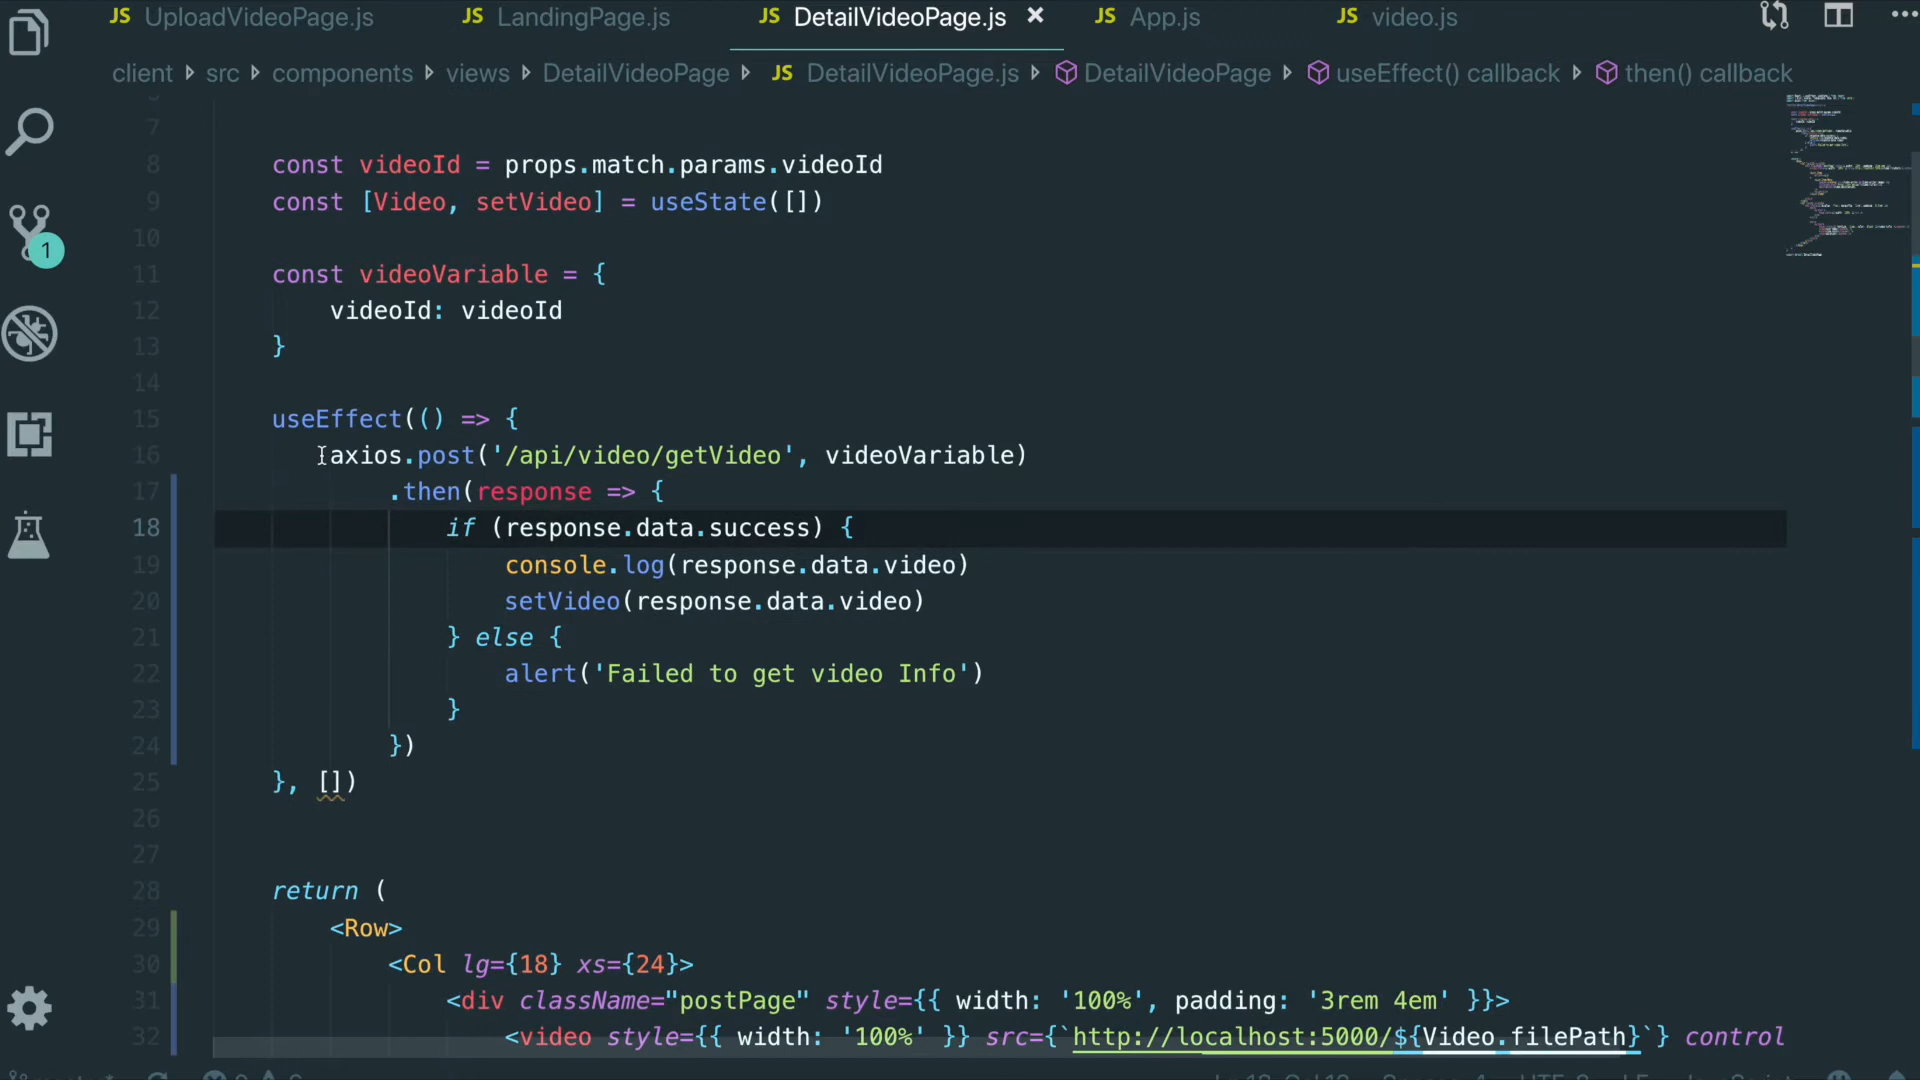 JS UploadVideoPage.js JS LandingPage.js JS DetailVideoPage.js × JS App.js JS video.js
client src components views DetailVideoPage JS DetailVideoPage.js DetailVideoPage useEffect() callback then() callback
7
8 const videoId = props.match.params.videoId
9 const [Video, setVideo] = useState([])
10
11 const videoVariable = {
12 videoId: videoId
13 }
14
15 useEffect(() => {
16 axios.post('/api/video/getVideo', videoVariable)
17 .then(response => {
18 if (response.data.success) {
19 console.log(response.data.video)
20 setVideo(response.data.video)
21 } else {
22 alert('Failed to get video Info')
23 }
24 })
25 }, [])
26
27
28 return (
29 <Row>
30 <Col lg={18} xs={24}>
31 <div className="postPage" style={{ width: '100%', padding: '3rem 4em' }}>
32 <video style={{ width: '100%' }} src={`http://localhost:5000/${Video.filePath}`} control
1